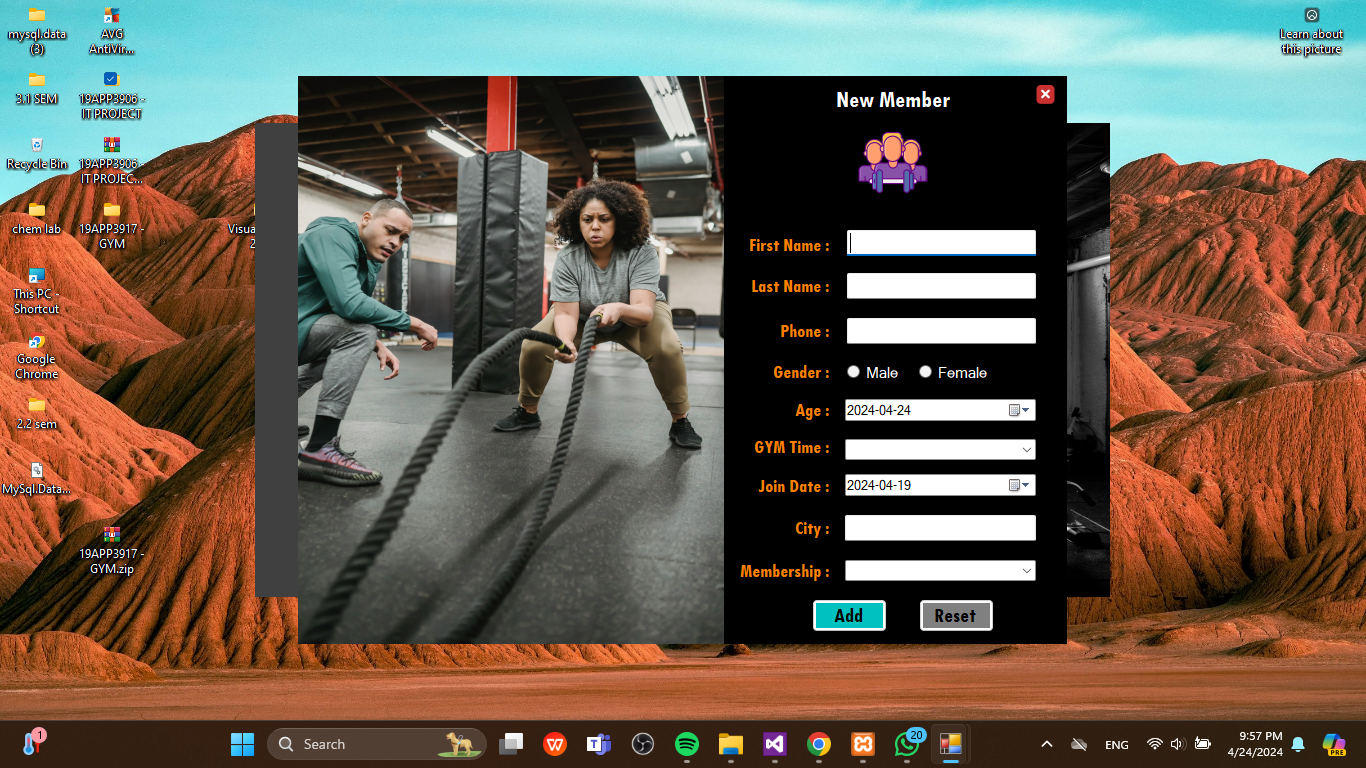 mysql.data
(3)
AVG
AntiVir...
Learn about
this picture
3.1 SEM
19APP3906 -
IT PROJECT
Recycle Bin
19APP3906 -
IT PROJEC...
chem lab
19APP3917 -
GYM
Visua
2
This PC -
Shortcut
Google
Chrome
2.2 sem
MySql.Data...
19APP3917 -
GYM.zip
New Member
First Name :
Last Name :
Phone :
Gender :
Male
Female
Age :
2024-04-24
GYM Time :
Join Date :
2024-04-19
City :
Membership :
Add
Reset
1
Search
W
T
20
ENG
9:57 PM
4/24/2024
PRE